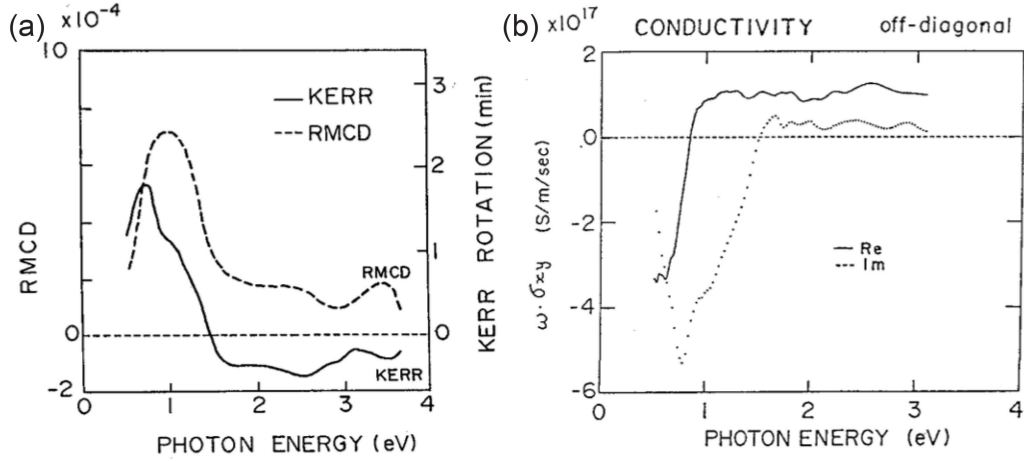 (a)
×10⁻⁴
10
0
-2
RMCD
KERR
RMCD
RMCD
KERR
3
2
1
0
KERR ROTATION (min)
0 1 2 3 4
PHOTON ENERGY (eV)
(b)
×10¹⁷
CONDUCTIVITY off-diagonal
2
0
-2
-4
-6
ω·σxy (S/m/sec)
Re
Im
0 1 2 3 4
PHOTON ENERGY (eV)